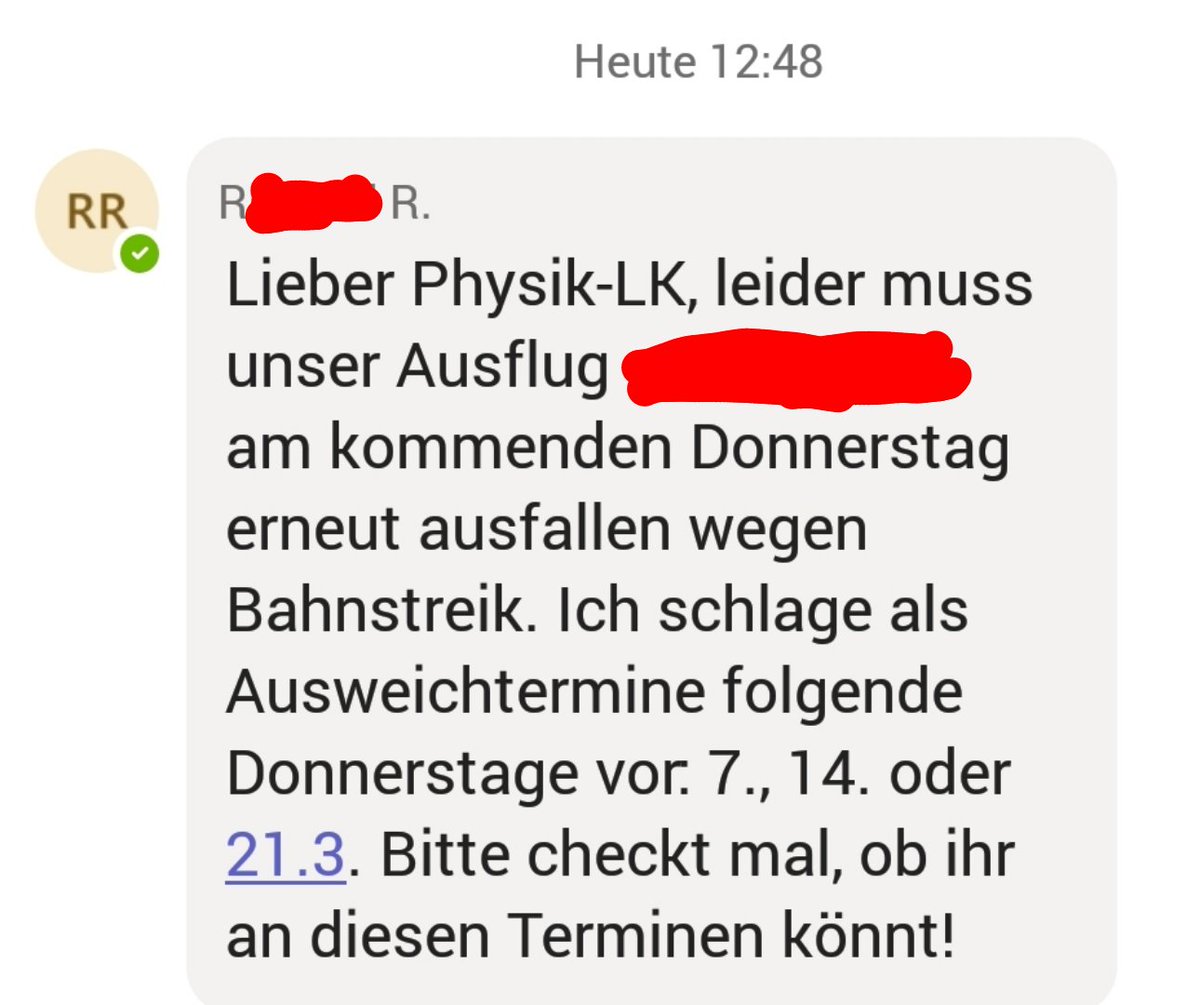 Heute 12:48
RR
R R.
Lieber Physik-LK, leider muss
unser Ausflug
am kommenden Donnerstag
erneut ausfallen wegen
Bahnstreik. Ich schlage als
Ausweichtermine folgende
Donnerstage vor: 7., 14. oder
21.3. Bitte checkt mal, ob ihr
an diesen Terminen könnt!